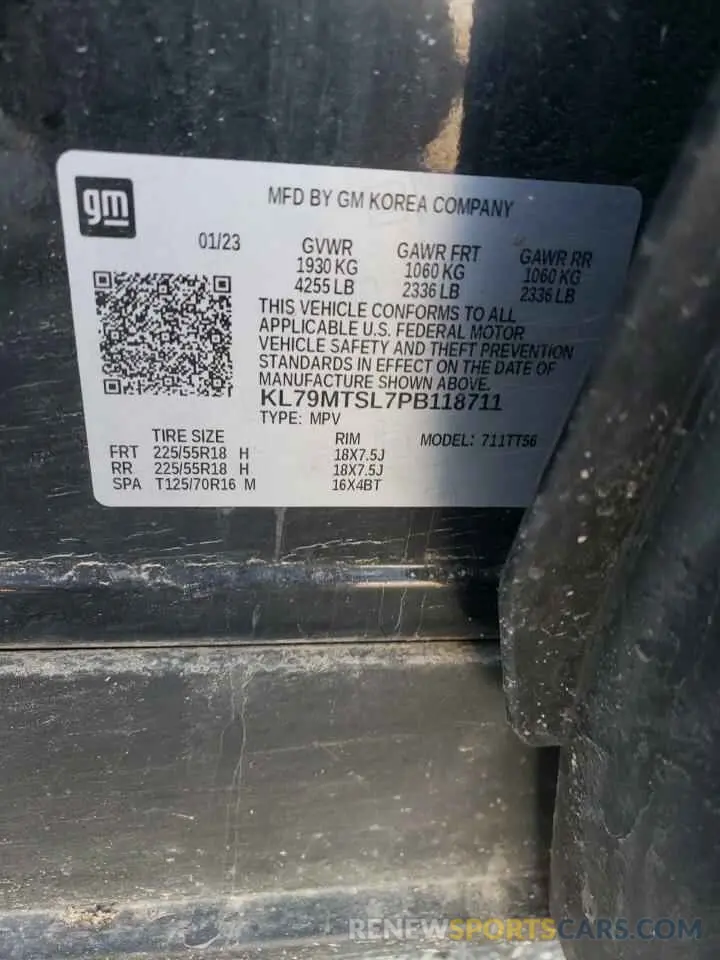 gm
MFD BY GM KOREA COMPANY
01/23 GVWR GAWR FRT GAWR RR
1930 KG 1060 KG 1060 KG
4255 LB 2336 LB 2336 LB
THIS VEHICLE CONFORMS TO ALL
APPLICABLE U.S. FEDERAL MOTOR
VEHICLE SAFETY AND THEFT PREVENTION
STANDARDS IN EFFECT ON THE DATE OF
MANUFACTURE SHOWN ABOVE.
KL79MTSL7PB118711
TYPE: MPV
TIRE SIZE RIM MODEL: 711TT56
FRT 225/55R18 H 18X7.5J
RR 225/55R18 H 18X7.5J
SPA T125/70R16 M 16X4BT
RENEWSPORTSCARS.COM